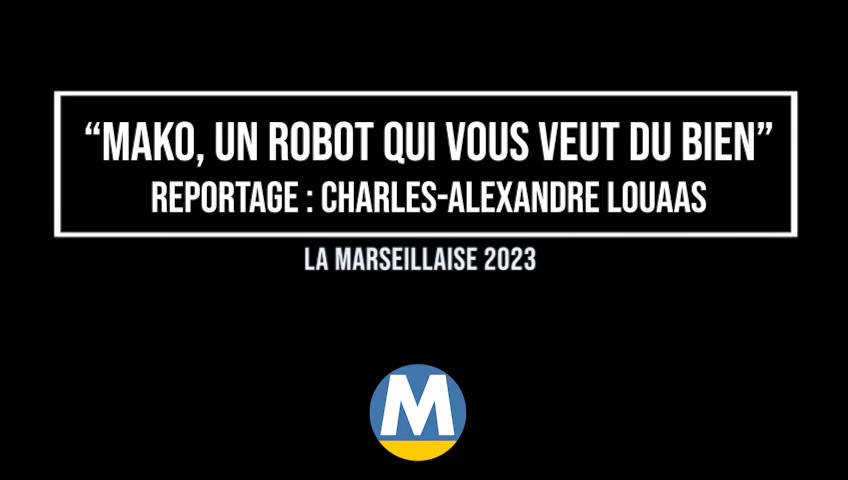 “MAKO, UN ROBOT QUI VOUS VEUT DU BIEN”
REPORTAGE : CHARLES-ALEXANDRE LOUAAS
LA MARSEILLAISE 2023
M